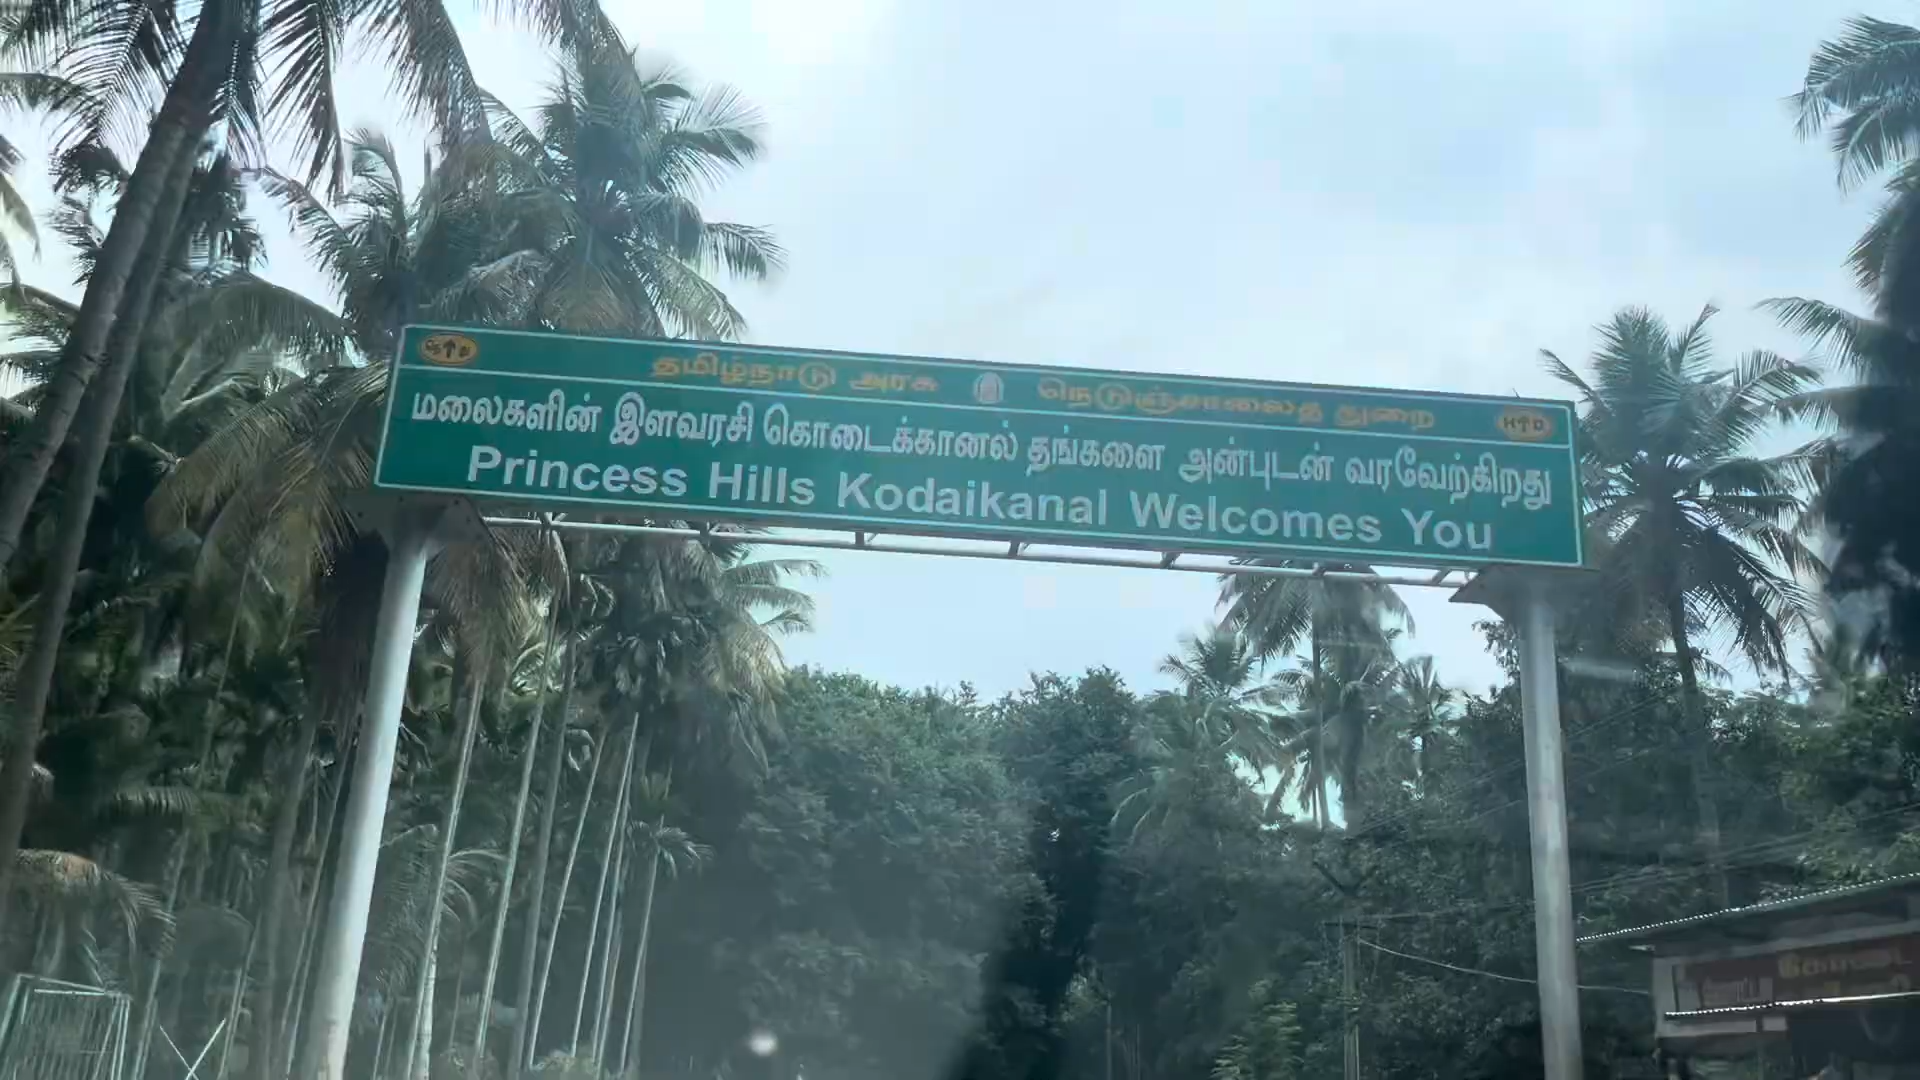 தமிழ்நாடு அரசு நெடுஞ்சாலைத் துறை
மலைகளின் இளவரசி கொடைக்கானல் தங்களை அன்புடன் வரவேற்கிறது
Princess Hills Kodaikanal Welcomes You